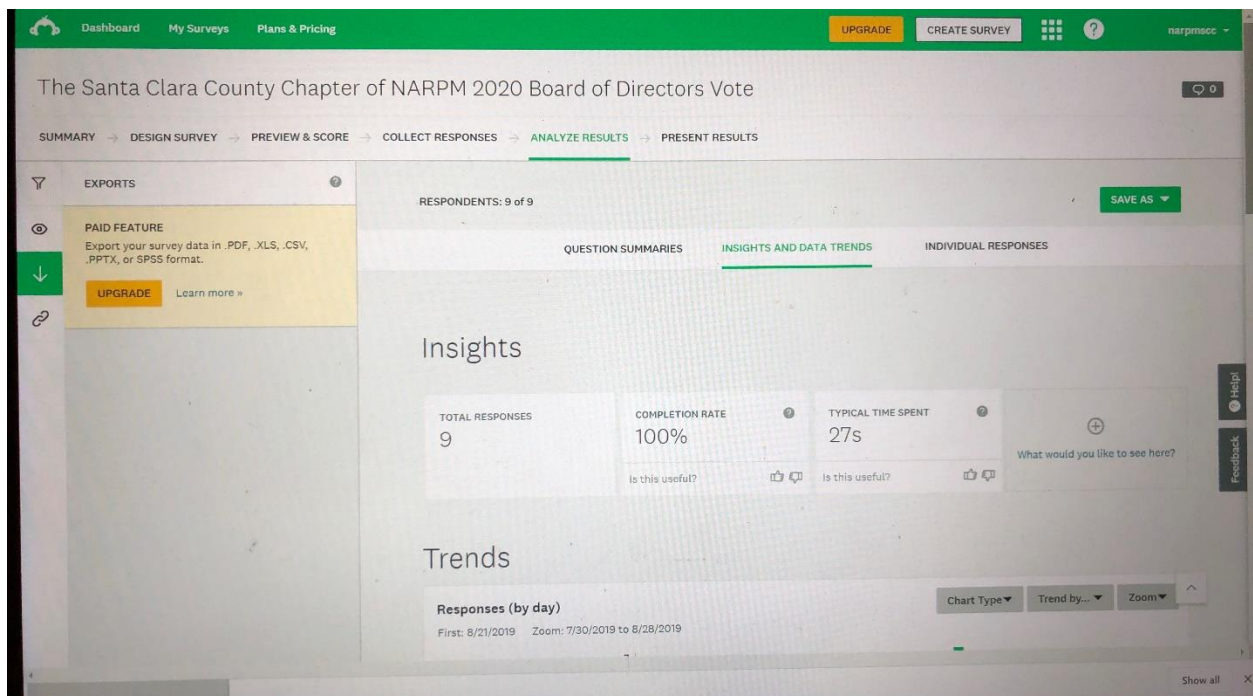 Dashboard My Surveys Plans & Pricing UPGRADE CREATE SURVEY ? narpmscc
The Santa Clara County Chapter of NARPM 2020 Board of Directors Vote 0
SUMMARY → DESIGN SURVEY → PREVIEW & SCORE → COLLECT RESPONSES → ANALYZE RESULTS → PRESENT RESULTS
EXPORTS ?
PAID FEATURE
Export your survey data in .PDF, .XLS, .CSV,
.PPTX, or SPSS format.
UPGRADE Learn more »
RESPONDENTS: 9 of 9 SAVE AS
QUESTION SUMMARIES INSIGHTS AND DATA TRENDS INDIVIDUAL RESPONSES
Insights
TOTAL RESPONSES
9
COMPLETION RATE ?
100%
Is this useful?
TYPICAL TIME SPENT ?
27s
Is this useful?
What would you like to see here?
Help!
Feedback
Trends
Responses (by day)
First: 8/21/2019 Zoom: 7/30/2019 to 8/28/2019
Chart Type Trend by... Zoom
Show all X